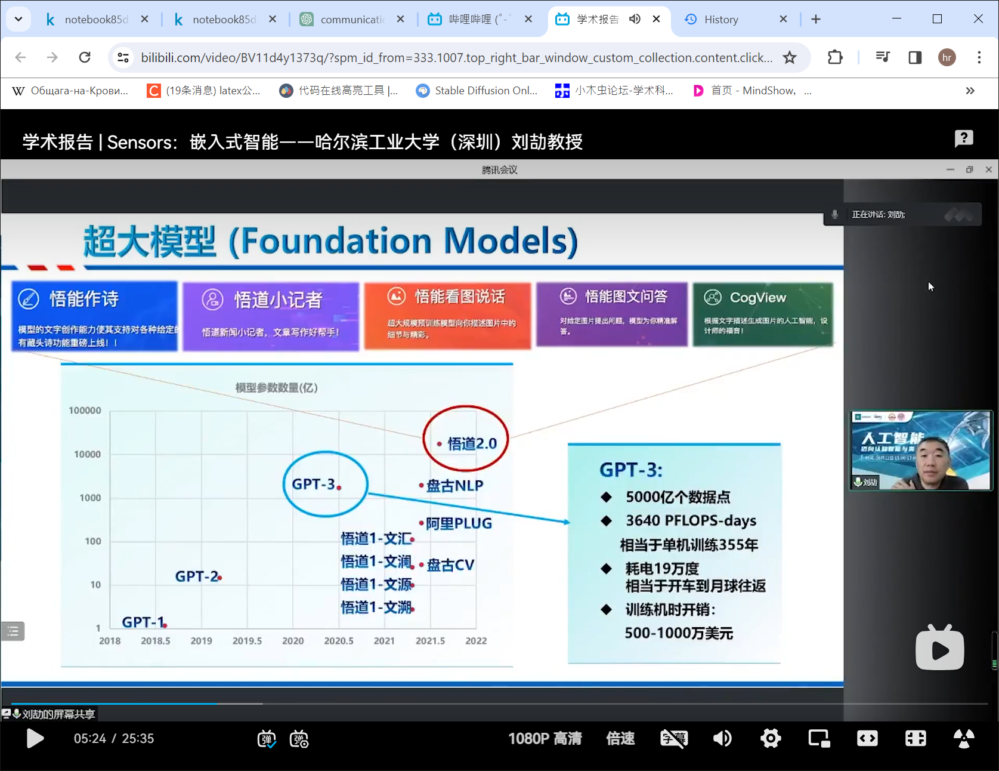 notebook85d
notebook85d
communicatio
哔哩哔哩 (゜-゜
学术报告
History
bilibili.com/video/BV11d4y1373q/?spm_id_from=333.1007.top_right_bar_window_custom_collection.content.click...
hr
W Общага-на-Крови...
C (19条消息) latex公...
代码在线高亮工具 |...
Stable Diffusion Onl...
小木虫论坛-学术科...
首页 - MindShow, ...
学术报告 | Sensors：嵌入式智能——哈尔滨工业大学（深圳）刘劼教授
腾讯会议
正在讲话: 刘劼;
超大模型 (Foundation Models)
悟能作诗
模型的文字创作能力使其支持对各种给定的
有藏头诗功能重磅上线！！
悟道小记者
悟道新闻小记者，文章写作好帮手！
悟能看图说话
超大规模预训练模型向你描述图片中的
细节与精彩。
悟能图文问答
对给定图片提出问题，模型为你精准解
答。
CogView
根据文字描述生成图片的人工智能，设
计师的福音！
模型参数数量(亿)
100000
10000
1000
100
10
1
2018 2018.5 2019 2019.5 2020 2020.5 2021 2021.5 2022
悟道2.0
GPT-3
盘古NLP
阿里PLUG
悟道1-文汇
悟道1-文澜
盘古CV
悟道1-文源
悟道1-文溯
GPT-2
GPT-1
GPT-3:
◆ 5000亿个数据点
◆ 3640 PFLOPS-days
相当于单机训练355年
◆ 耗电19万度
相当于开车到月球往返
◆ 训练机时开销：
500-1000万美元
人工智能
刘劼
刘劼的屏幕共享
05:24 / 25:35
弹
弹
1080P 高清
倍速
字幕